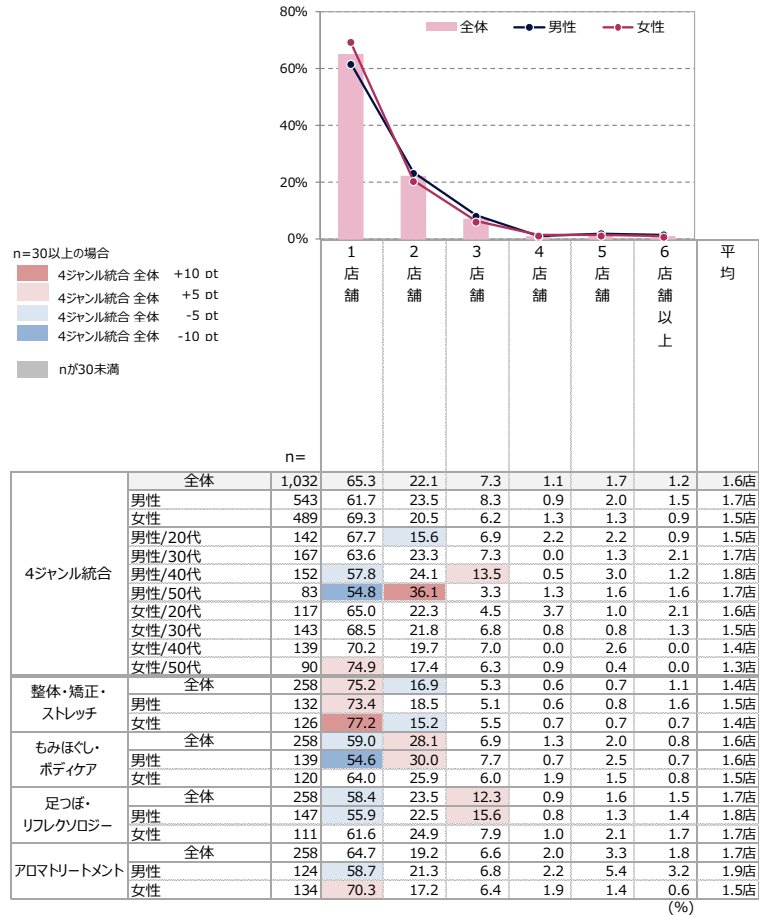 80%
全体 男性 女性
60%
40%
20%
0%
n=30以上の場合
4ジャンル統合 全体 +10 pt
4ジャンル統合 全体 +5 pt
4ジャンル統合 全体 -5 pt
4ジャンル統合 全体 -10 pt
nが30未満
1店舗 2店舗 3店舗 4店舗 5店舗 6店舗以上 平均
n=
4ジャンル統合
全体 1,032 65.3 22.1 7.3 1.1 1.7 1.2 1.6店
男性 543 61.7 23.5 8.3 0.9 2.0 1.5 1.7店
女性 489 69.3 20.5 6.2 1.3 1.3 0.9 1.5店
男性/20代 142 67.7 15.6 6.9 2.2 2.2 0.9 1.5店
男性/30代 167 63.6 23.3 7.3 0.0 1.3 2.1 1.7店
男性/40代 152 57.8 24.1 13.5 0.5 3.0 1.2 1.8店
男性/50代 83 54.8 36.1 3.3 1.3 1.6 1.6 1.7店
女性/20代 117 65.0 22.3 4.5 3.7 1.0 2.1 1.6店
女性/30代 143 68.5 21.8 6.8 0.8 0.8 1.3 1.5店
女性/40代 139 70.2 19.7 7.0 0.0 2.6 0.0 1.4店
女性/50代 90 74.9 17.4 6.3 0.9 0.4 0.0 1.3店
整体・矯正・
ストレッチ
全体 258 75.2 16.9 5.3 0.6 0.7 1.1 1.4店
男性 132 73.4 18.5 5.1 0.6 0.8 1.6 1.5店
女性 126 77.2 15.2 5.5 0.7 0.7 0.7 1.4店
もみほぐし・
ボディケア
全体 258 59.0 28.1 6.9 1.3 2.0 0.8 1.6店
男性 139 54.6 30.0 7.7 0.7 2.5 0.7 1.6店
女性 120 64.0 25.9 6.0 1.9 1.5 0.8 1.5店
足つぼ・
リフレクソロジー
全体 258 58.4 23.5 12.3 0.9 1.6 1.5 1.7店
男性 147 55.9 22.5 15.6 0.8 1.3 1.4 1.8店
女性 111 61.6 24.9 7.9 1.0 2.1 1.7 1.7店
アロマトリートメント
全体 258 64.7 19.2 6.6 2.0 3.3 1.8 1.7店
男性 124 58.7 21.3 6.8 2.2 5.4 3.2 1.9店
女性 134 70.3 17.2 6.4 1.9 1.4 0.6 1.5店
(%)